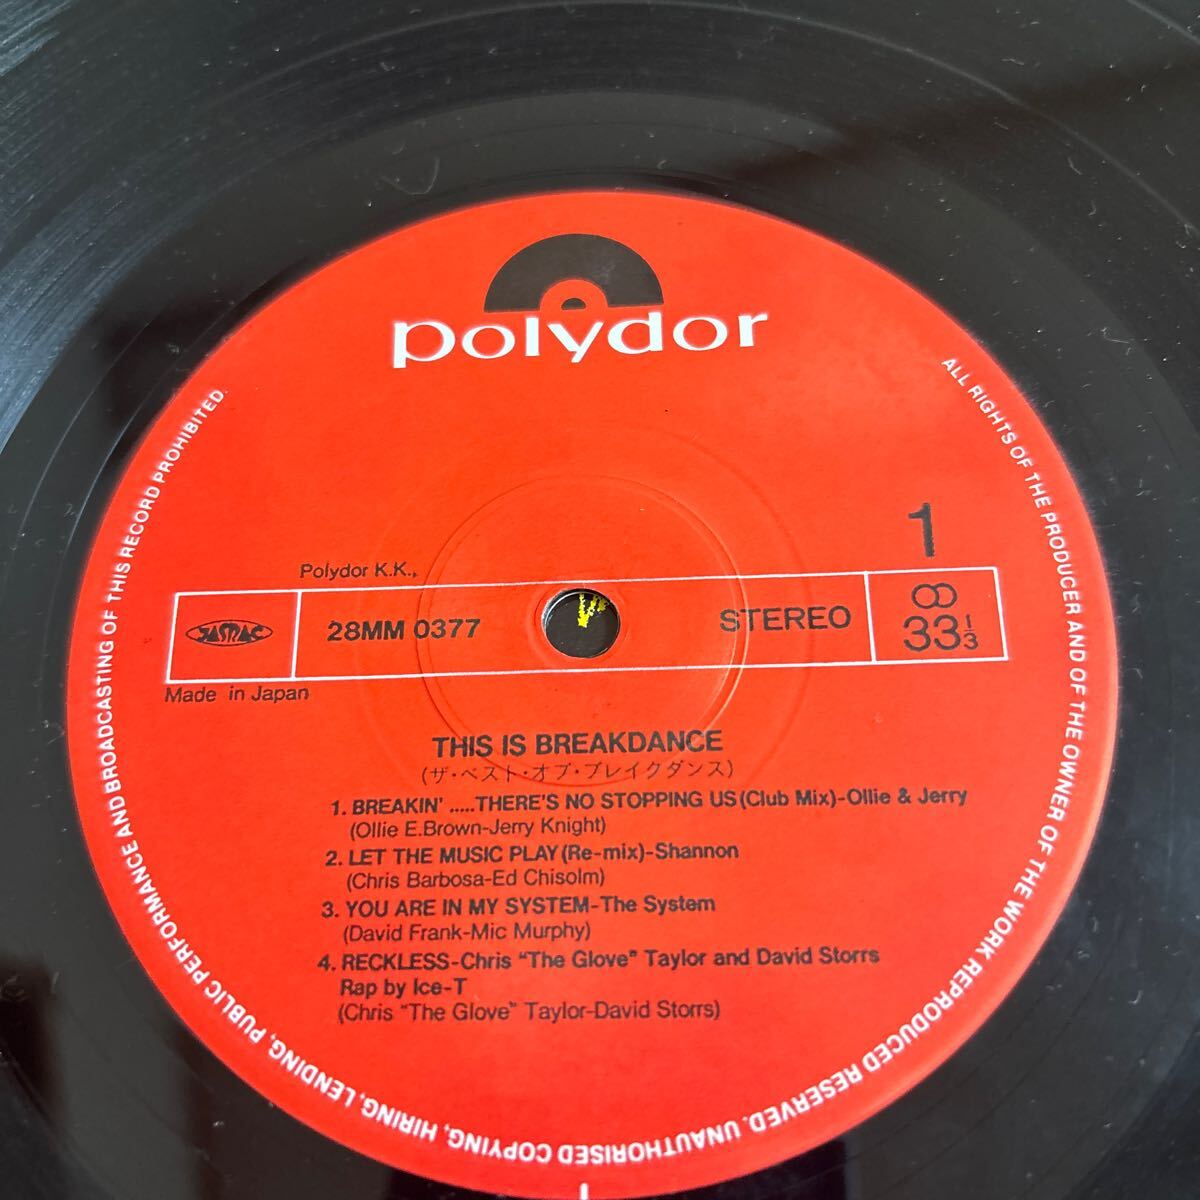 polydor
1
Polydor K.K.,
JASRAC
28MM 0377
STEREO
33 1/3
Made in Japan
THIS IS BREAKDANCE
(ザ・ベスト・オブ・ブレイクダンス)
1. BREAKIN' .....THERE'S NO STOPPING US (Club Mix)-Ollie & Jerry
(Ollie E.Brown-Jerry Knight)
2. LET THE MUSIC PLAY (Re-mix)-Shannon
(Chris Barbosa-Ed Chisolm)
3. YOU ARE IN MY SYSTEM-The System
(David Frank-Mic Murphy)
4. RECKLESS-Chris "The Glove" Taylor and David Storrs
Rap by Ice-T
(Chris "The Glove" Taylor-David Storrs)
ALL RIGHTS OF THE PRODUCER AND OF THE OWNER OF THE WORK REPRODUCED RESERVED. UNAUTHORISED COPYING, HIRING, LENDING, PUBLIC PERFORMANCE AND BROADCASTING OF THIS RECORD PROHIBITED.